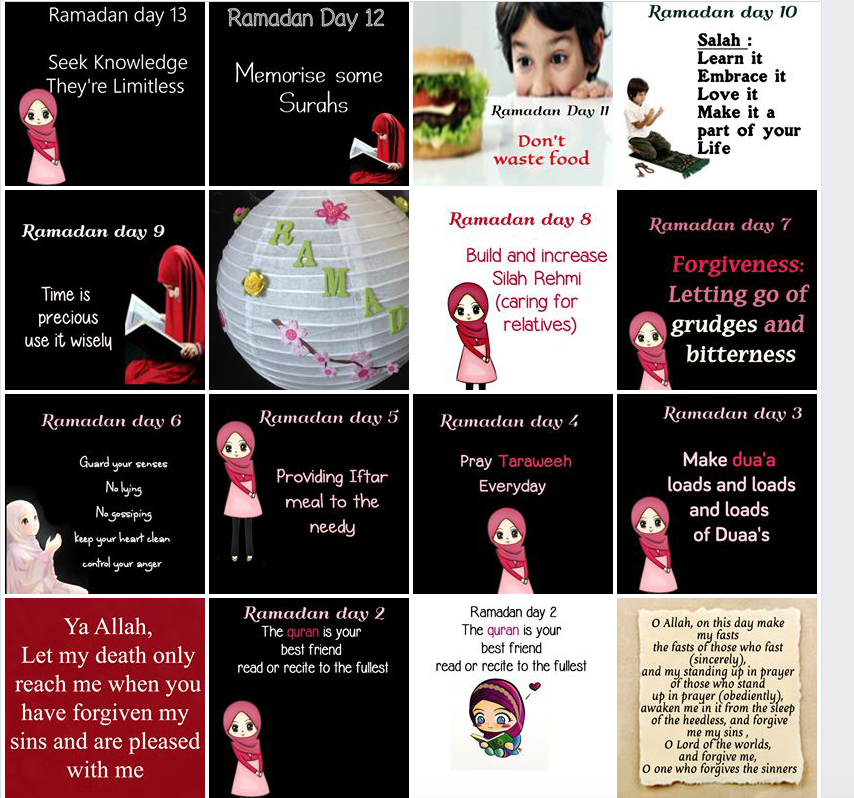 Ramadan day 13
Seek Knowledge
They're Limitless
Ramadan Day 12
Memorise some
Surahs
Ramadan Day 11
Don't
waste food
Ramadan day 10
Salah :
Learn it
Embrace it
Love it
Make it a
part of your
Life
Ramadan day 9
Time is
precious
use it wisely
RAMAD
Ramadan day 8
Build and increase
Silah Rehmi
(caring for
relatives)
Ramadan day 7
Forgiveness:
Letting go of
grudges and
bitterness
Ramadan day 6
Guard your senses
No lying
No gossiping
keep your heart clean
control your anger
Ramadan day 5
Providing Iftar
meal to the
needy
Ramadan day 4
Pray Taraweeh
Everyday
Ramadan day 3
Make dua'a
loads and loads
and loads
of Duaa's
Ya Allah,
Let my death only
reach me when you
have forgiven my
sins and are pleased
with me
Ramadan day 2
The quran is your
best friend
read or recite to the fullest
Ramadan day 2
The quran is your
best friend
read or recite to the fullest
O Allah, on this day make
my fasts
the fasts of those who fast
(sincerely),
and my standing up in prayer
of those who stand
up in prayer (obediently),
awaken me in it from the sleep
of the heedless, and forgive
me my sins ,
O Lord of the worlds,
and forgive me,
O one who forgives the sinners